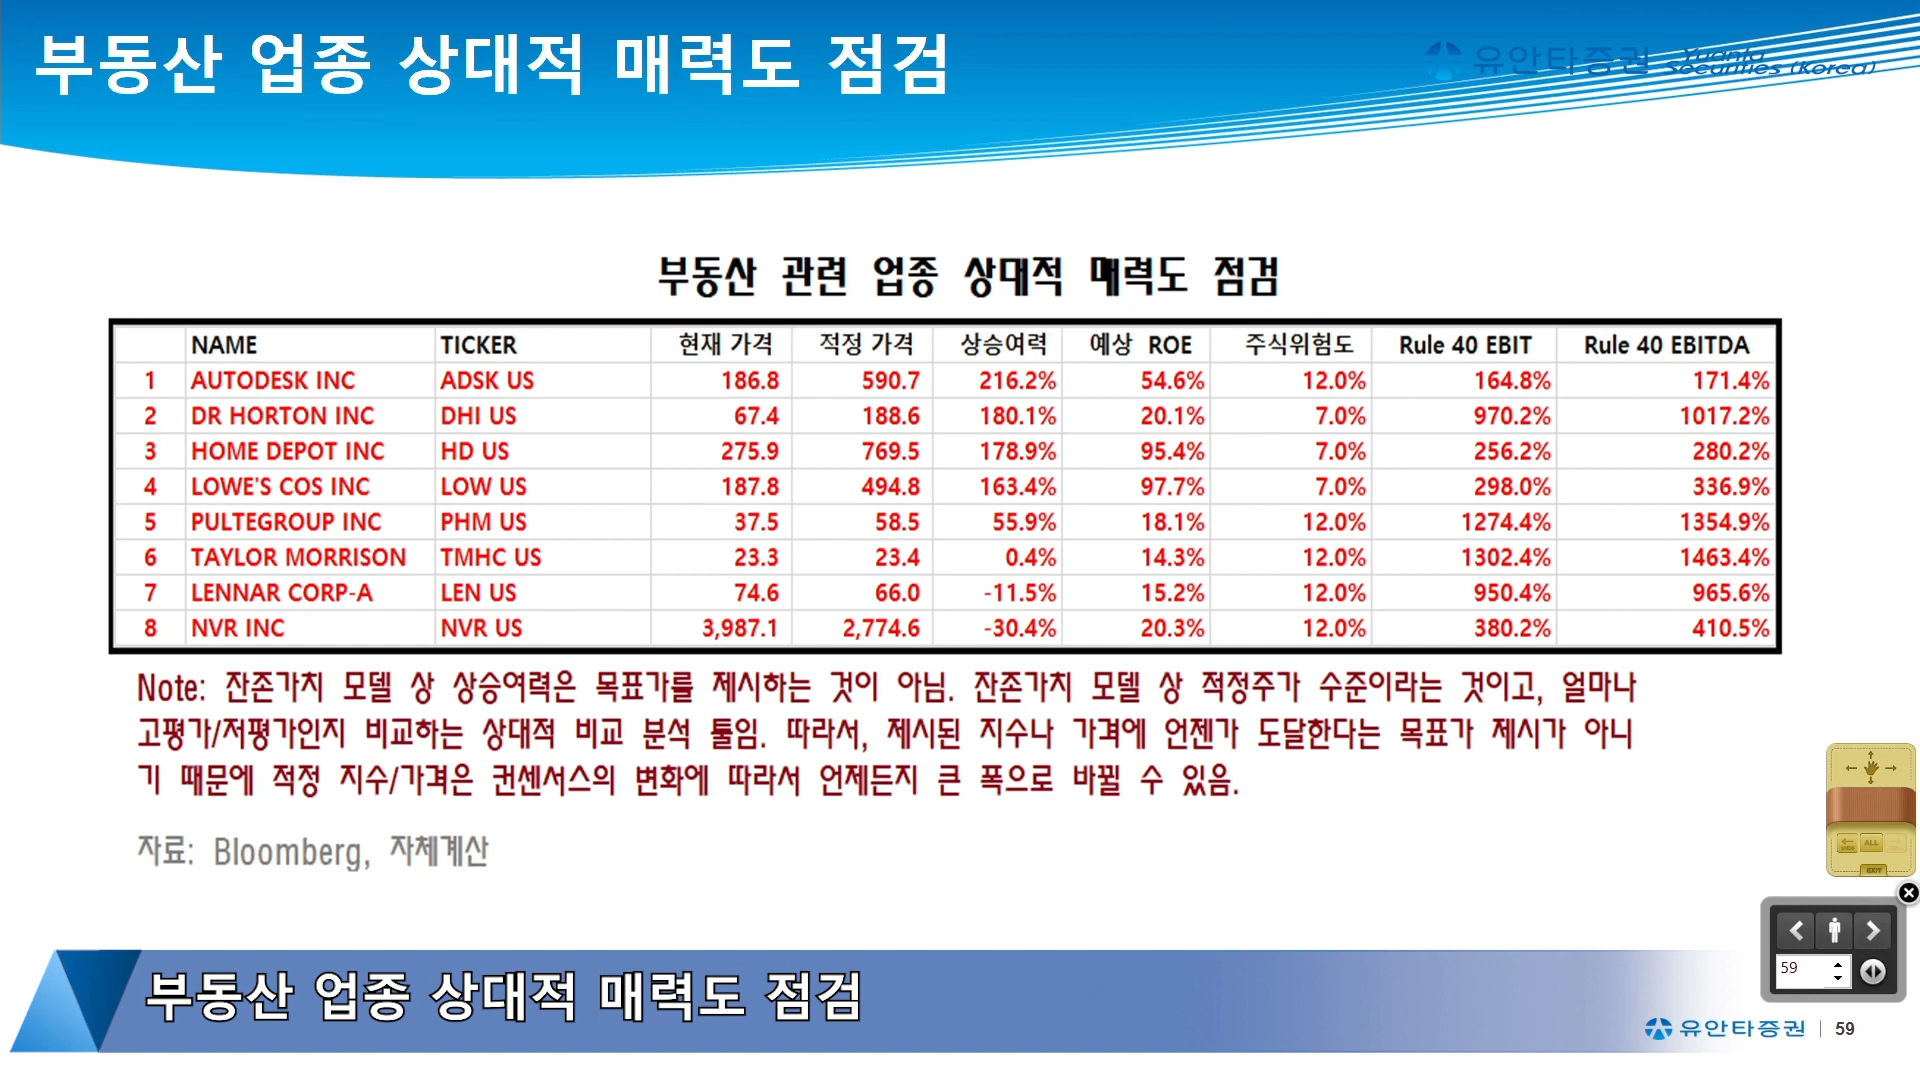 부동산 업종 상대적 매력도 점검
유안타증권 Yuanta Securities (Korea)
부동산 관련 업종 상대적 매력도 점검
NAME TICKER 현재 가격 적정 가격 상승여력 예상 ROE 주식위험도 Rule 40 EBIT Rule 40 EBITDA
1 AUTODESK INC ADSK US 186.8 590.7 216.2% 54.6% 12.0% 164.8% 171.4%
2 DR HORTON INC DHI US 67.4 188.6 180.1% 20.1% 7.0% 970.2% 1017.2%
3 HOME DEPOT INC HD US 275.9 769.5 178.9% 95.4% 7.0% 256.2% 280.2%
4 LOWE'S COS INC LOW US 187.8 494.8 163.4% 97.7% 7.0% 298.0% 336.9%
5 PULTEGROUP INC PHM US 37.5 58.5 55.9% 18.1% 12.0% 1274.4% 1354.9%
6 TAYLOR MORRISON TMHC US 23.3 23.4 0.4% 14.3% 12.0% 1302.4% 1463.4%
7 LENNAR CORP-A LEN US 74.6 66.0 -11.5% 15.2% 12.0% 950.4% 965.6%
8 NVR INC NVR US 3,987.1 2,774.6 -30.4% 20.3% 12.0% 380.2% 410.5%
Note: 잔존가치 모델 상 상승여력은 목표가를 제시하는 것이 아님. 잔존가치 모델 상 적정주가 수준이라는 것이고, 얼마나
고평가/저평가인지 비교하는 상대적 비교 분석 툴임. 따라서, 제시된 지수나 가격에 언젠가 도달한다는 목표가 제시가 아니
기 때문에 적정 지수/가격은 컨센서스의 변화에 따라서 언제든지 큰 폭으로 바뀔 수 있음.
자료: Bloomberg, 자체계산
ALL
EXIT
59
부동산 업종 상대적 매력도 점검
유안타증권 59